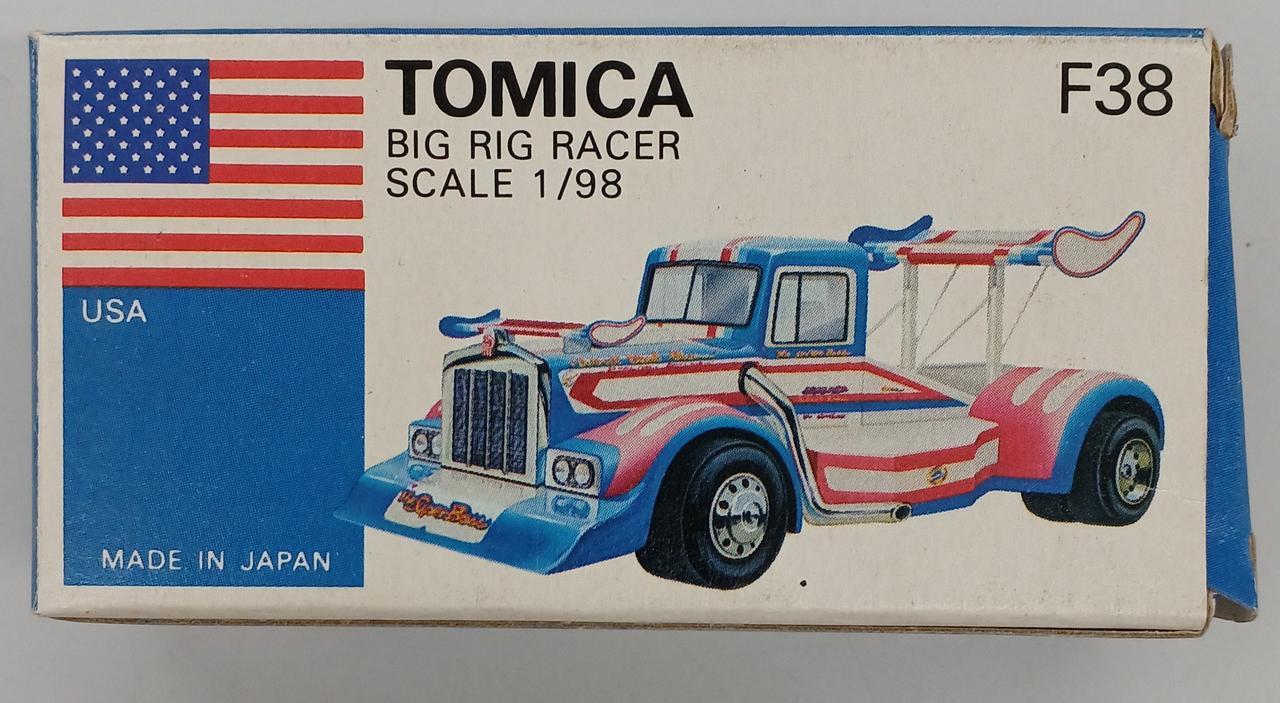 TOMICA
BIG RIG RACER
SCALE 1/98
F38
USA
MADE IN JAPAN